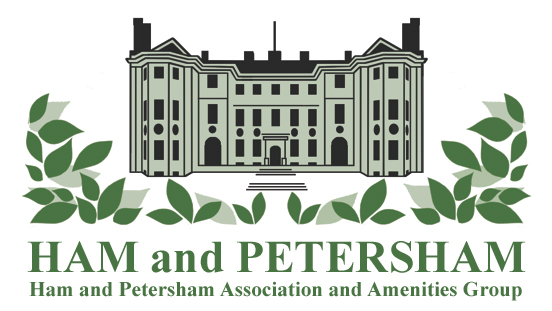 HAM and PETERSHAM
Ham and Petersham Association and Amenities Group